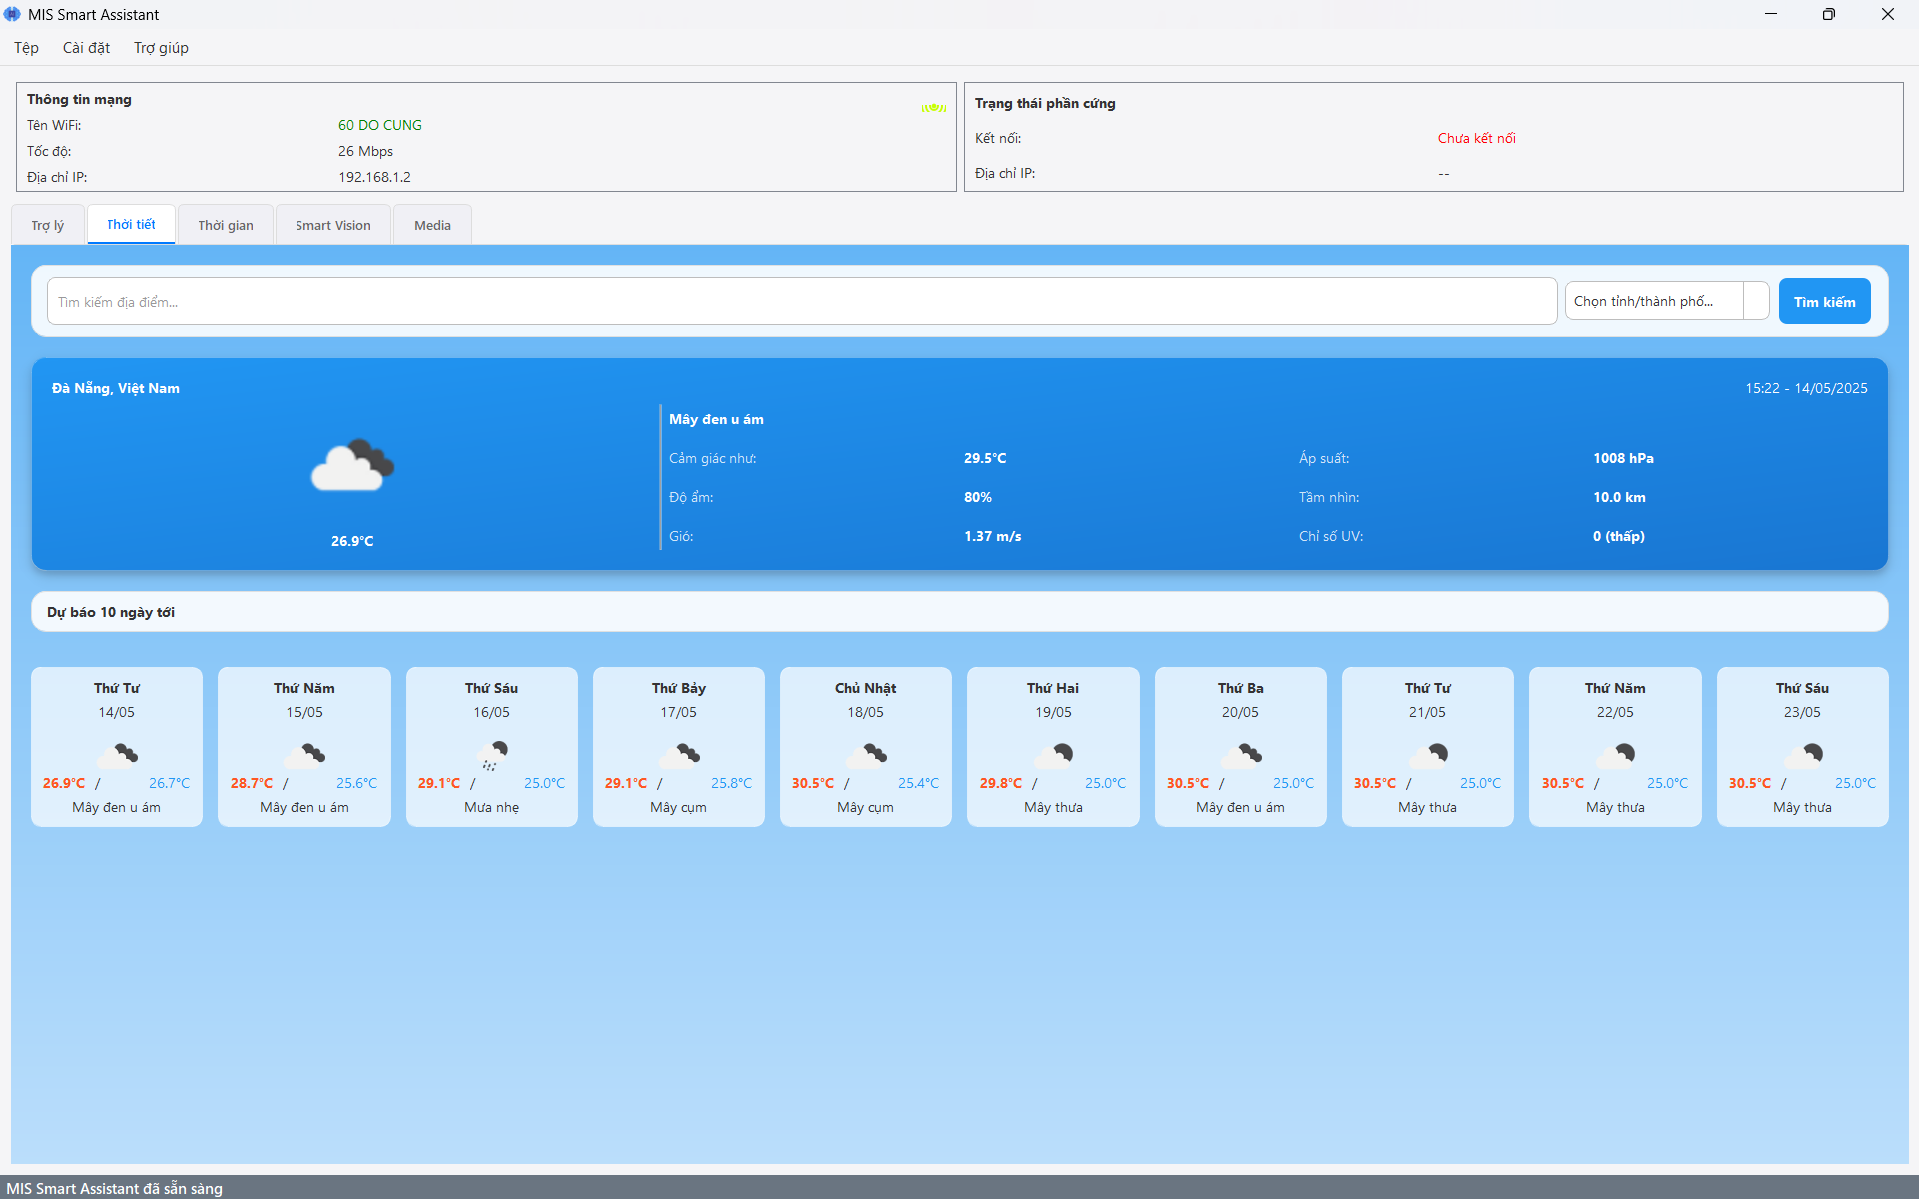 MIS Smart Assistant
Tệp Cài đặt Trợ giúp
Thông tin mạng
Tên WiFi: 60 DO CUNG
Tốc độ: 26 Mbps
Địa chỉ IP: 192.168.1.2
Trạng thái phần cứng
Kết nối: Chưa kết nối
Địa chỉ IP: --
Trợ lý Thời tiết Thời gian Smart Vision Media
Tìm kiếm địa điểm... Chọn tỉnh/thành phố... Tìm kiếm
Đà Nẵng, Việt Nam 15:22 - 14/05/2025
26.9°C
Mây đen u ám
Cảm giác như: 29.5°C Áp suất: 1008 hPa
Độ ẩm: 80% Tầm nhìn: 10.0 km
Gió: 1.37 m/s Chỉ số UV: 0 (thấp)
Dự báo 10 ngày tới
Thứ Tư
14/05
26.9°C / 26.7°C
Mây đen u ám
Thứ Năm
15/05
28.7°C / 25.6°C
Mây đen u ám
Thứ Sáu
16/05
29.1°C / 25.0°C
Mưa nhẹ
Thứ Bảy
17/05
29.1°C / 25.8°C
Mây cụm
Chủ Nhật
18/05
30.5°C / 25.4°C
Mây cụm
Thứ Hai
19/05
29.8°C / 25.0°C
Mây thưa
Thứ Ba
20/05
30.5°C / 25.0°C
Mây đen u ám
Thứ Tư
21/05
30.5°C / 25.0°C
Mây thưa
Thứ Năm
22/05
30.5°C / 25.0°C
Mây thưa
Thứ Sáu
23/05
30.5°C / 25.0°C
Mây thưa
MIS Smart Assistant đã sẵn sàng